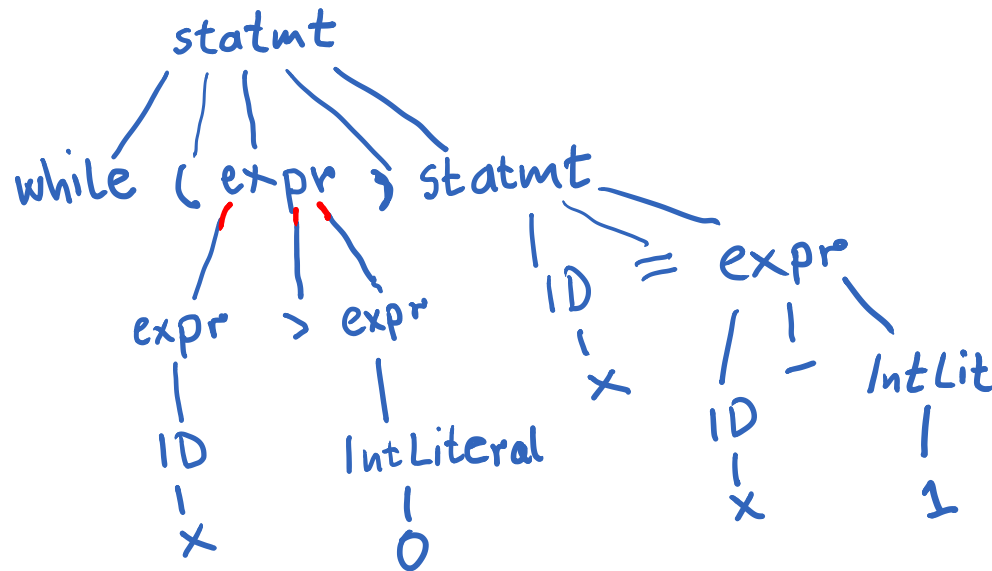 statmt
while ( expr ) statmt
ID = expr
expr > expr
x - IntLit
ID IntLiteral ID
x 0 x 1